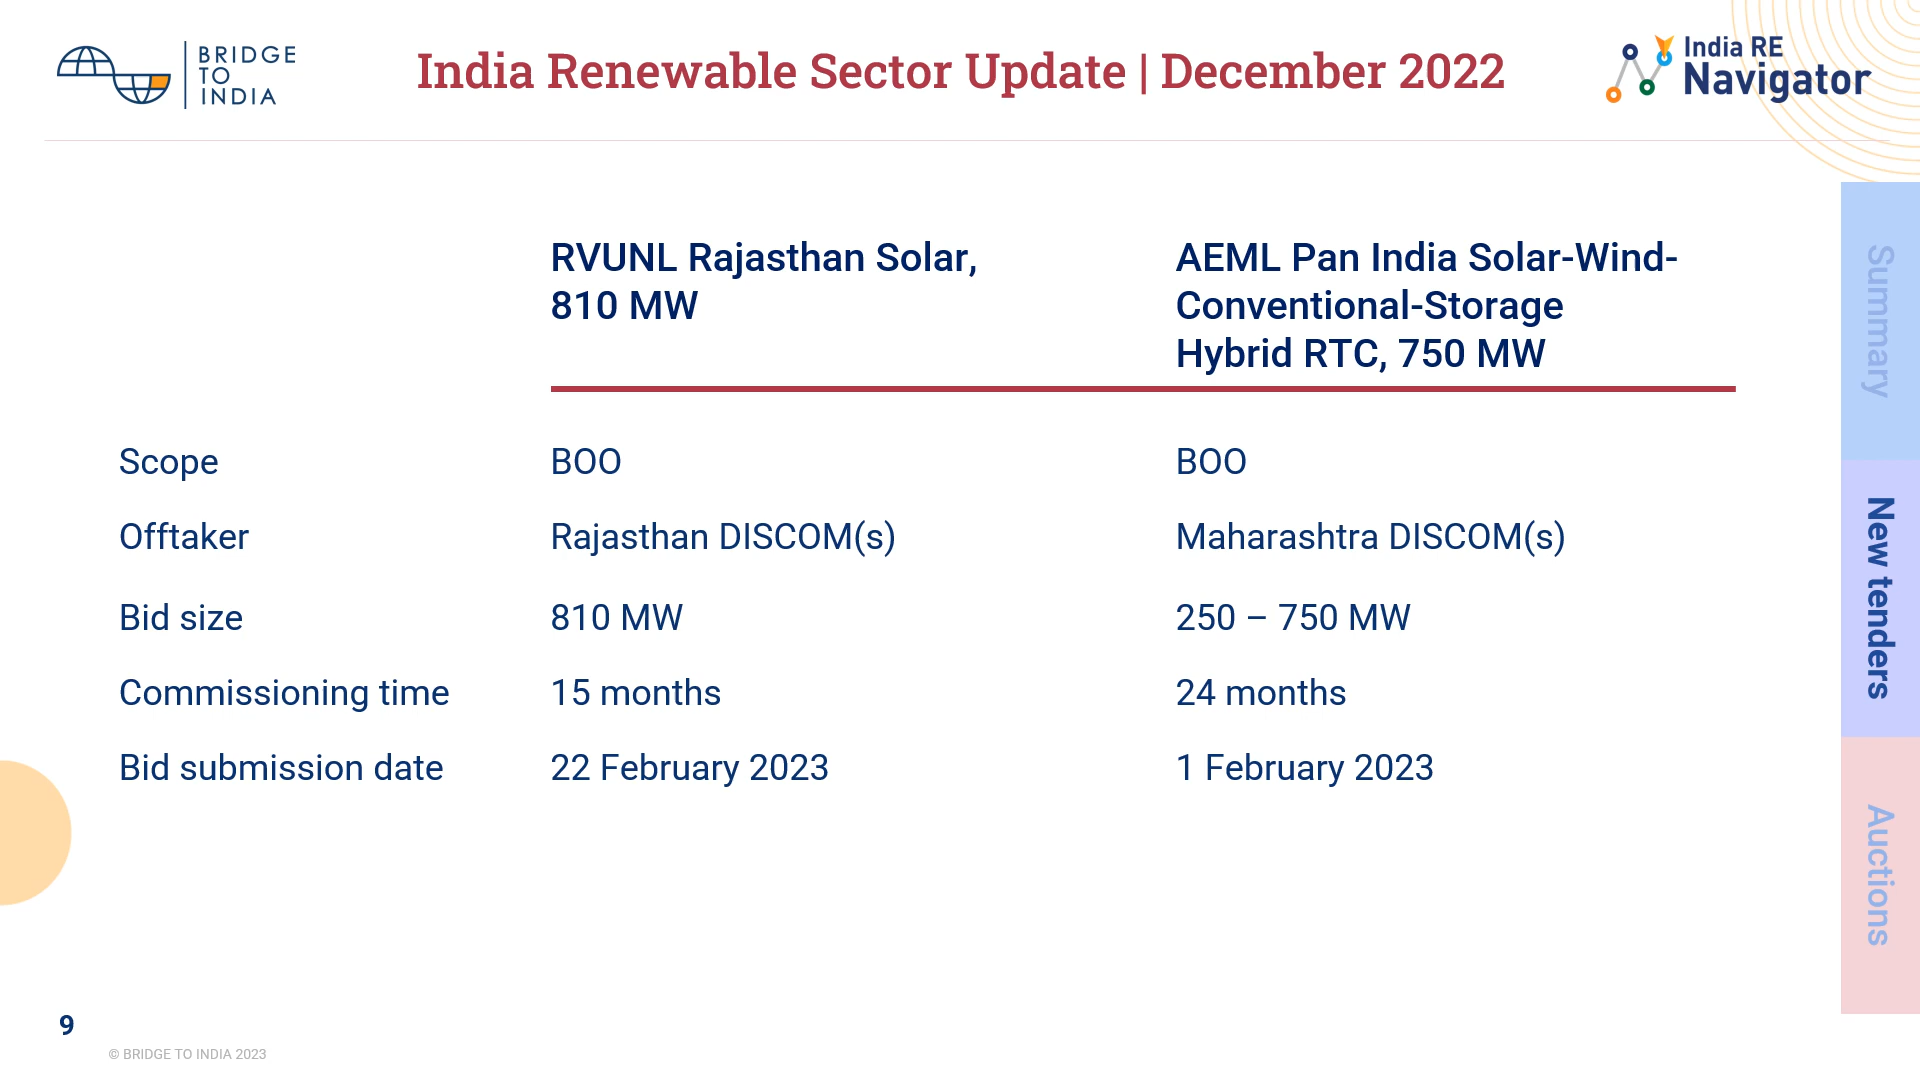 BRIDGE
TO
INDIA
India Renewable Sector Update | December 2022
India RE
Navigator
RVUNL Rajasthan Solar,
810 MW
AEML Pan India Solar-Wind-
Conventional-Storage
Hybrid RTC, 750 MW
Scope BOO BOO
Offtaker Rajasthan DISCOM(s) Maharashtra DISCOM(s)
Bid size 810 MW 250 – 750 MW
Commissioning time 15 months 24 months
Bid submission date 22 February 2023 1 February 2023
Summary
New tenders
Auctions
9
© BRIDGE TO INDIA 2023